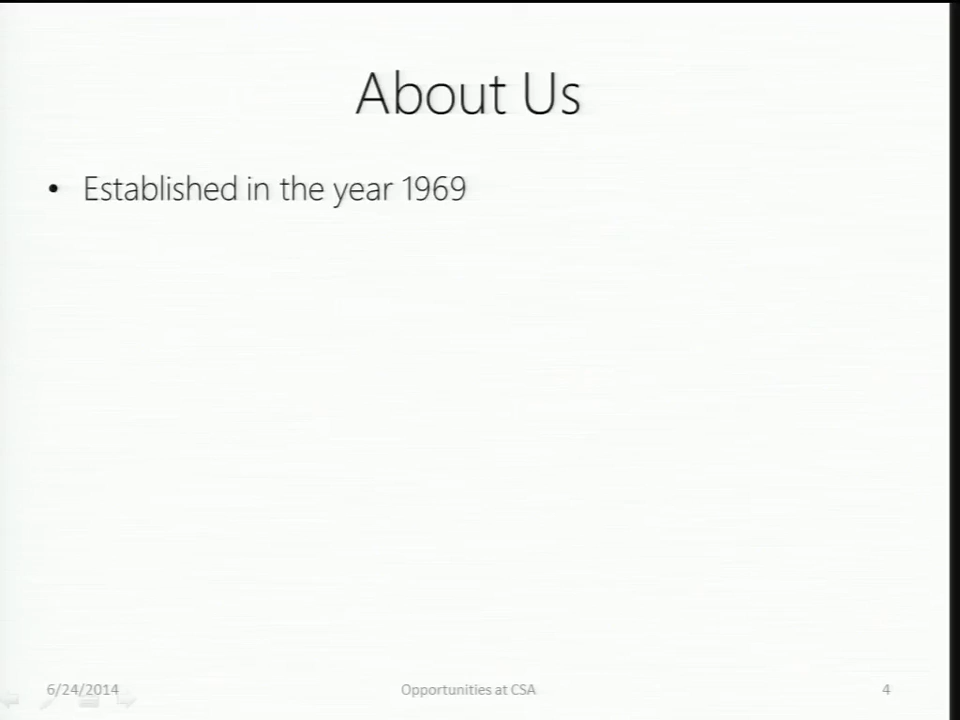 About Us
• Established in the year 1969
6/24/2014
Opportunities at CSA
4